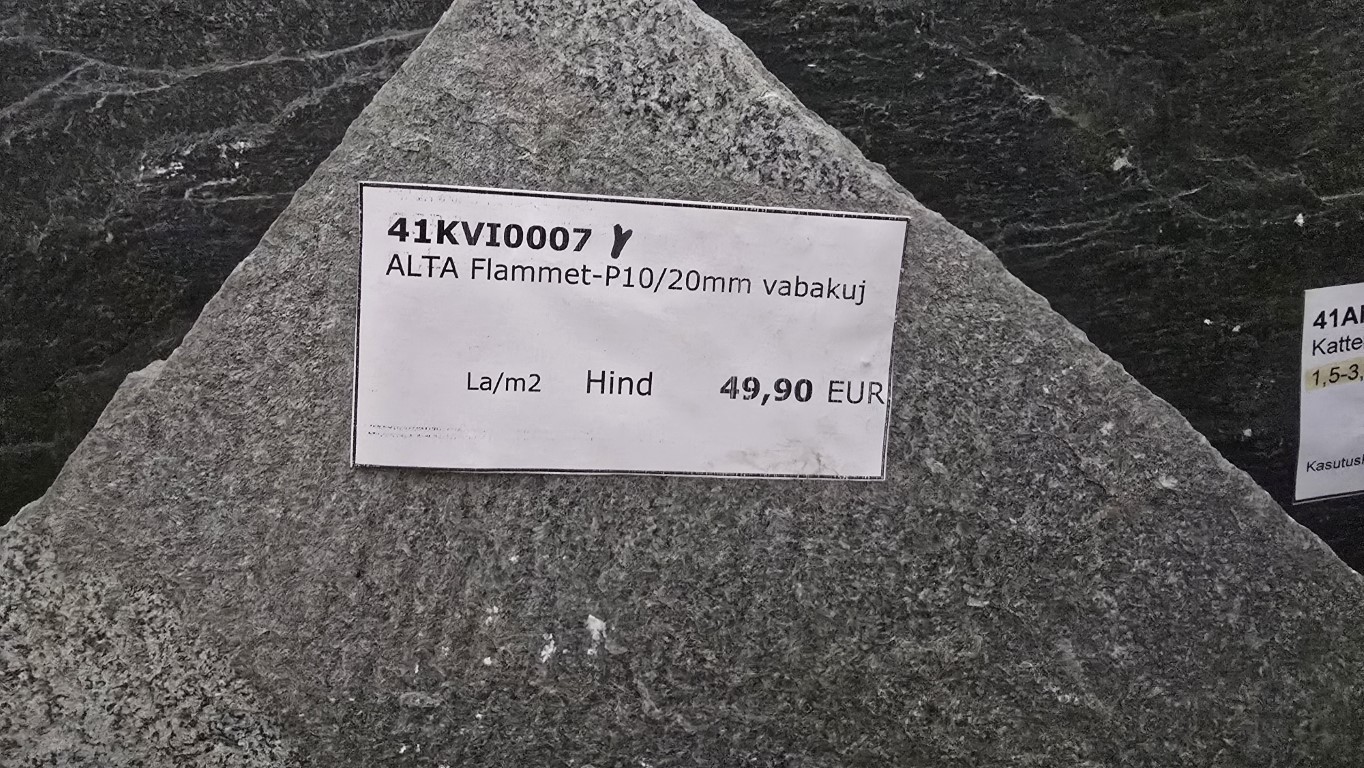 41KVI0007 Y
ALTA Flammet-P10/20mm vabakuj
La/m2 Hind 49,90 EUR
41A
Katte
1,5-3,
Kasutus